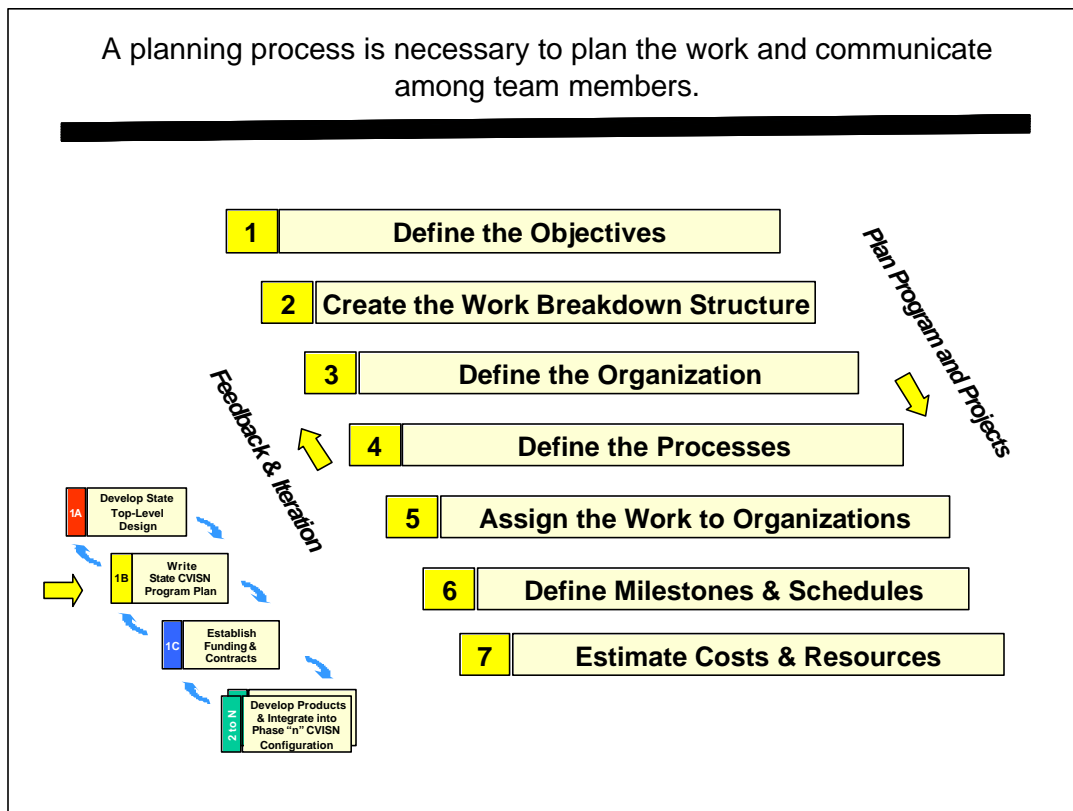 A planning process is necessary to plan the work and communicate
among team members.
1 Define the Objectives
2 Create the Work Breakdown Structure
3 Define the Organization
4 Define the Processes
5 Assign the Work to Organizations
6 Define Milestones & Schedules
7 Estimate Costs & Resources
Plan Program and Projects
Feedback & Iteration
1A
Develop State
Top-Level
Design
1B
Write
State CVISN
Program Plan
1C
Establish
Funding &
Contracts
2 to N
Develop Products
& Integrate into
Phase “n” CVISN
Configuration